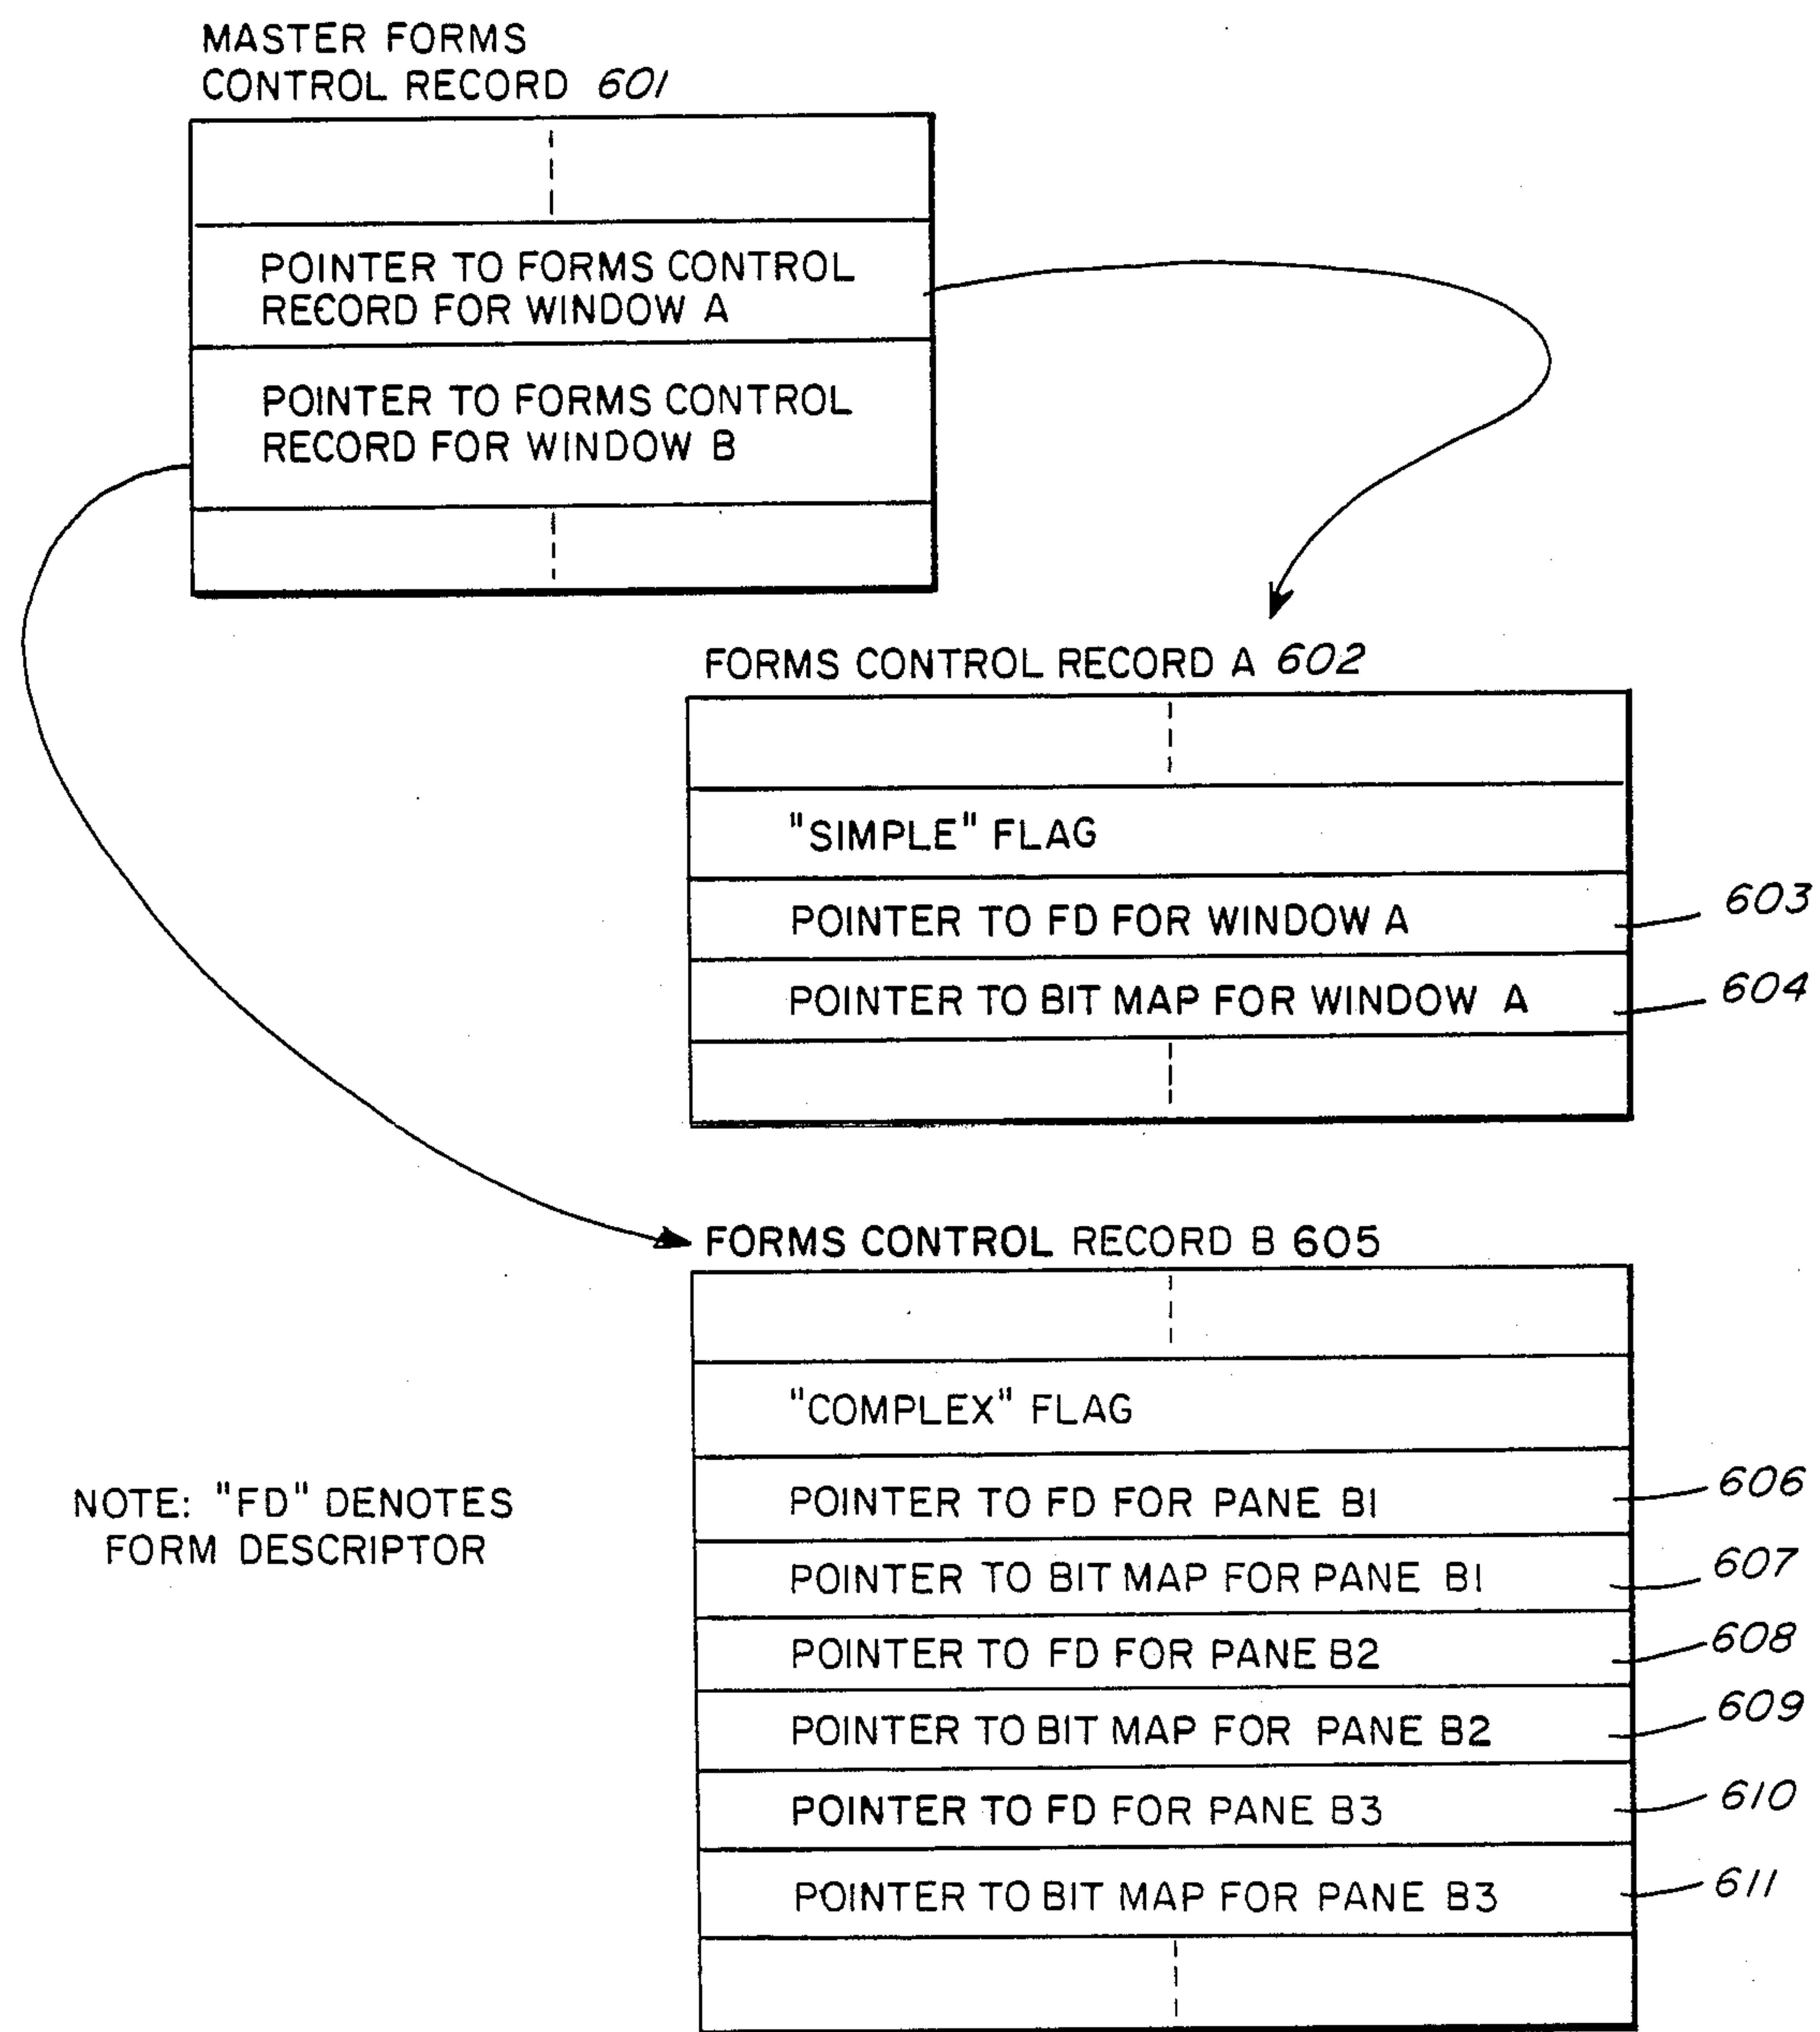 MASTER FORMS
CONTROL RECORD 601
POINTER TO FORMS CONTROL
RECORD FOR WINDOW A
POINTER TO FORMS CONTROL
RECORD FOR WINDOW B
FORMS CONTROL RECORD A 602
"SIMPLE" FLAG
POINTER TO FD FOR WINDOW A
603
POINTER TO BIT MAP FOR WINDOW A
604
FORMS CONTROL RECORD B 605
"COMPLEX" FLAG
POINTER TO FD FOR PANE B1
606
POINTER TO BIT MAP FOR PANE B1
607
POINTER TO FD FOR PANE B2
608
POINTER TO BIT MAP FOR PANE B2
609
POINTER TO FD FOR PANE B3
610
POINTER TO BIT MAP FOR PANE B3
611
NOTE: "FD" DENOTES
FORM DESCRIPTOR